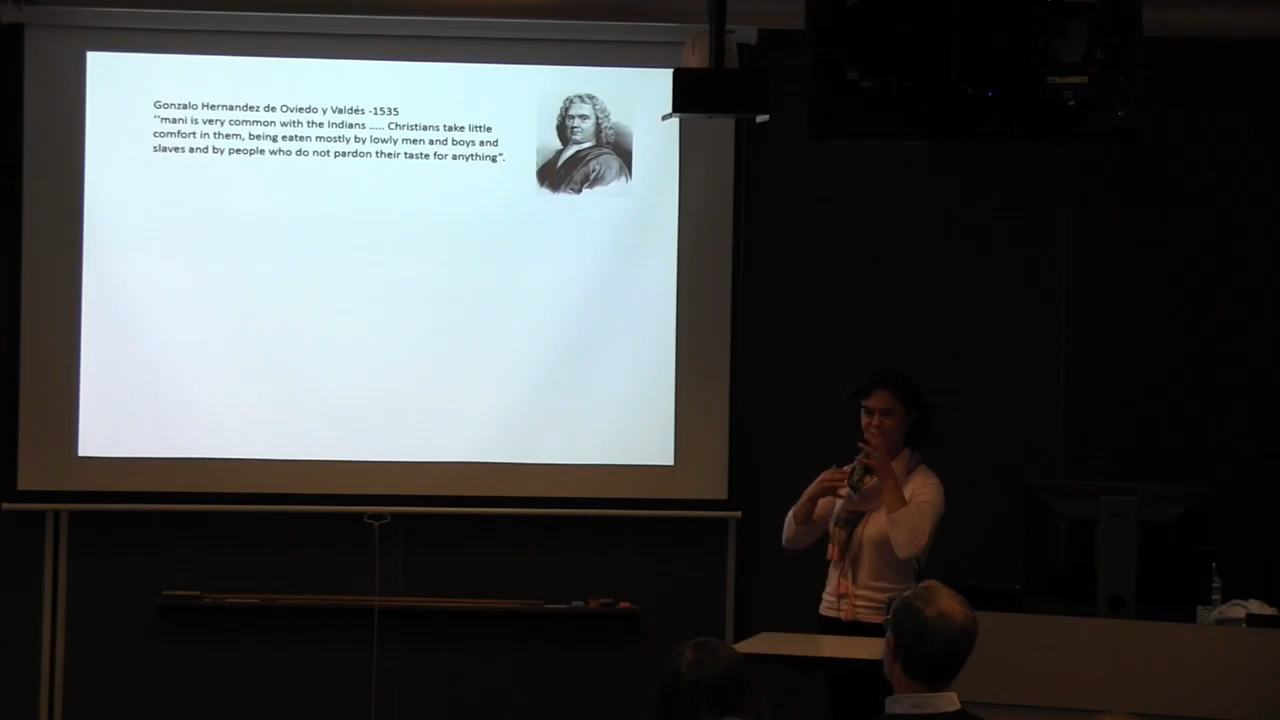 Gonzalo Hernandez de Oviedo y Valdés -1535
‘‘mani is very common with the Indians ..... Christians take little
comfort in them, being eaten mostly by lowly men and boys and
slaves and by people who do not pardon their taste for anything”.